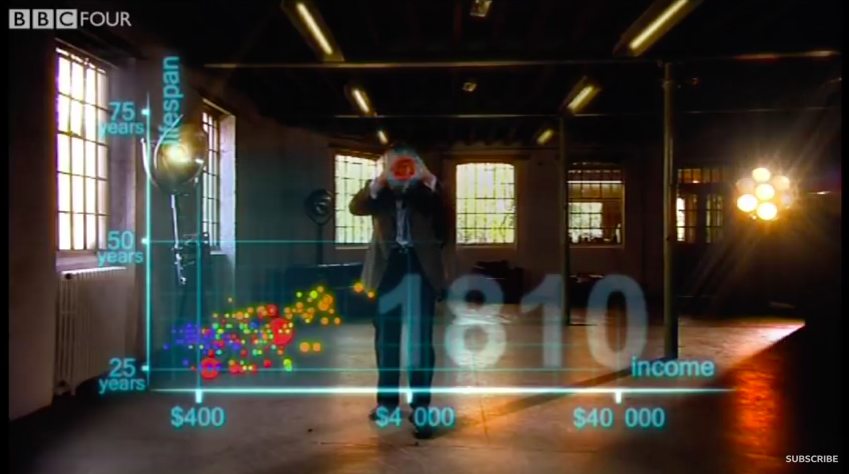 BBC FOUR
lifespan
75
years
50
years
1810
25
years
income
$400
$4 000
$40 000
SUBSCRIBE